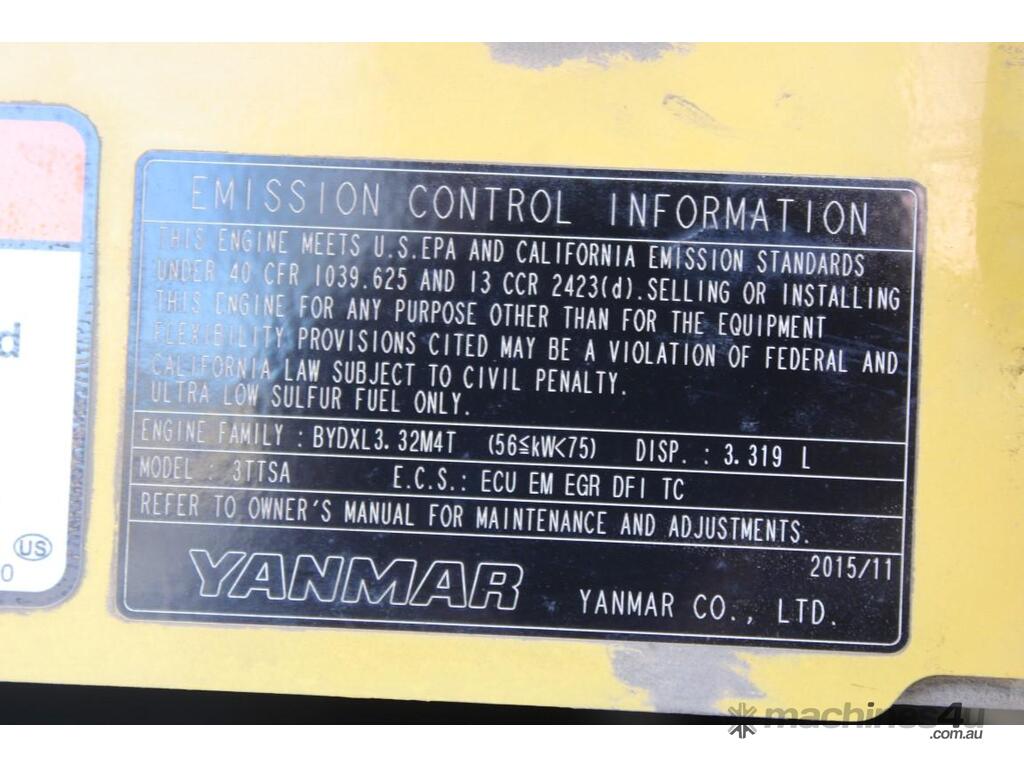 EMISSION CONTROL INFORMATION
THIS ENGINE MEETS U.S.EPA AND CALIFORNIA EMISSION STANDARDS
UNDER 40 CFR 1039.625 AND 13 CCR 2423(d).SELLING OR INSTALLING
THIS ENGINE FOR ANY PURPOSE OTHER THAN FOR THE EQUIPMENT
FLEXIBILITY PROVISIONS CITED MAY BE A VIOLATION OF FEDERAL AND
CALIFORNIA LAW SUBJECT TO CIVIL PENALTY.
ULTRA LOW SULFUR FUEL ONLY.
ENGINE FAMILY : BYDXL3.32M4T (56≦kW<75) DISP. : 3.319 L
MODEL : 3TTSA E.C.S.: ECU EM EGR DFI TC
REFER TO OWNER'S MANUAL FOR MAINTENANCE AND ADJUSTMENTS.
2015/11
YANMAR YANMAR CO., LTD.
d
US
0
machines4u
.com.au